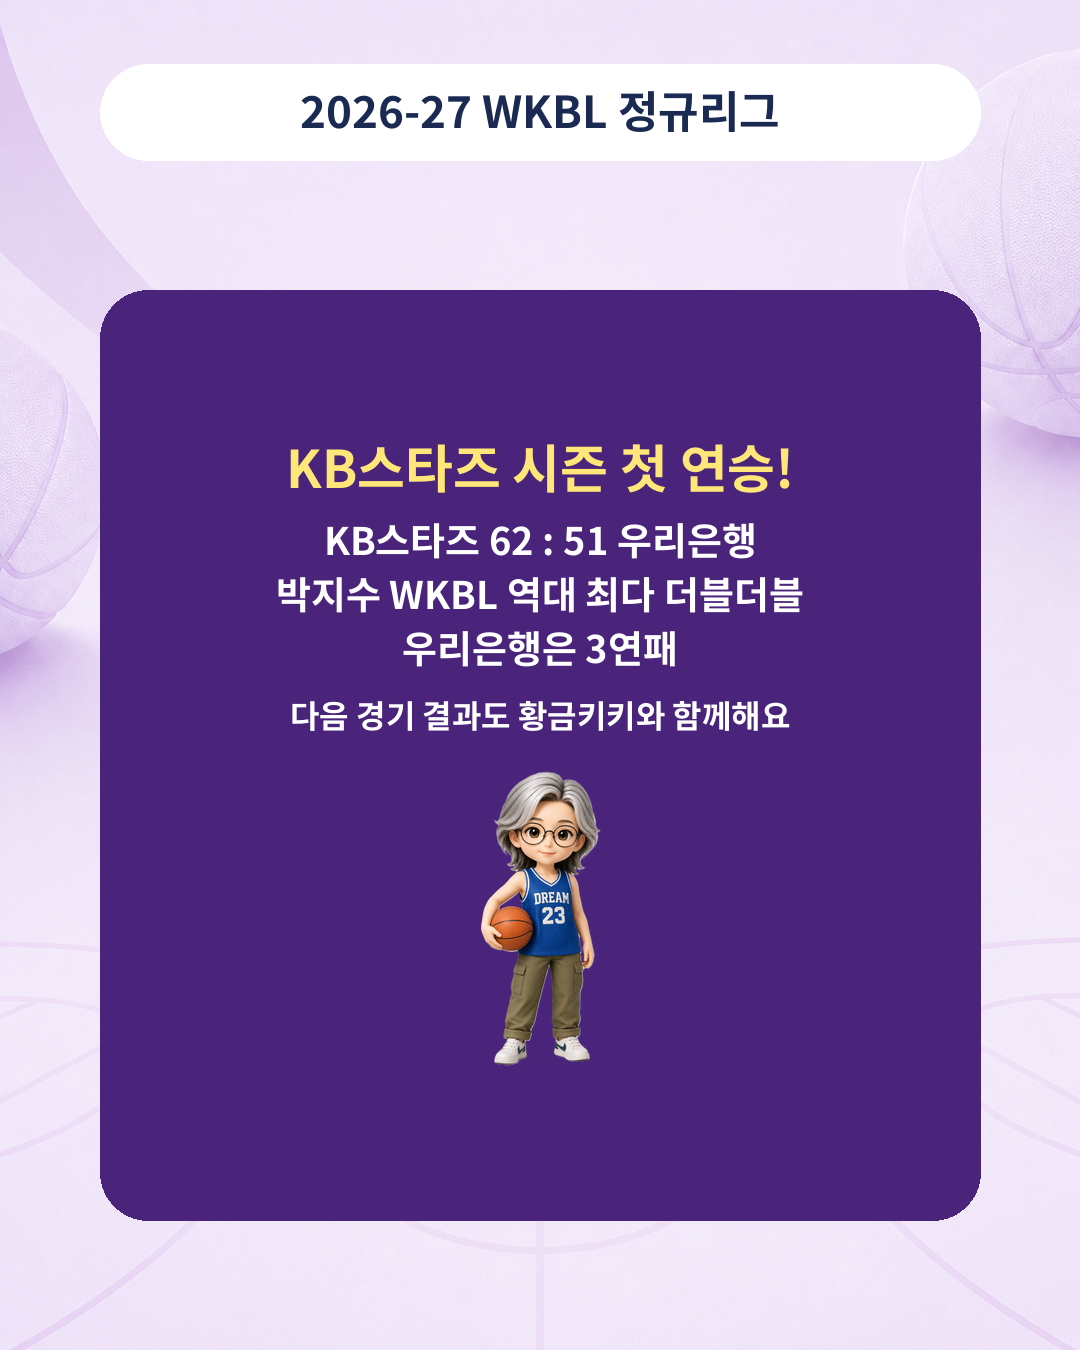 2026-27 WKBL 정규리그
KB스타즈 시즌 첫 연승!
KB스타즈 62 : 51 우리은행
박지수 WKBL 역대 최다 더블더블
우리은행은 3연패
다음 경기 결과도 황금키키와 함께해요
DREAM
23